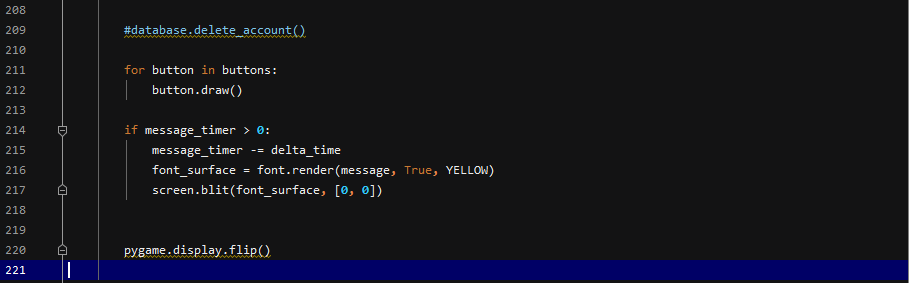 208
209 #database.delete_account()
210
211 for button in buttons:
212 button.draw()
213
214 if message_timer > 0:
215 message_timer -= delta_time
216 font_surface = font.render(message, True, YELLOW)
217 screen.blit(font_surface, [0, 0])
218
219
220 pygame.display.flip()
221